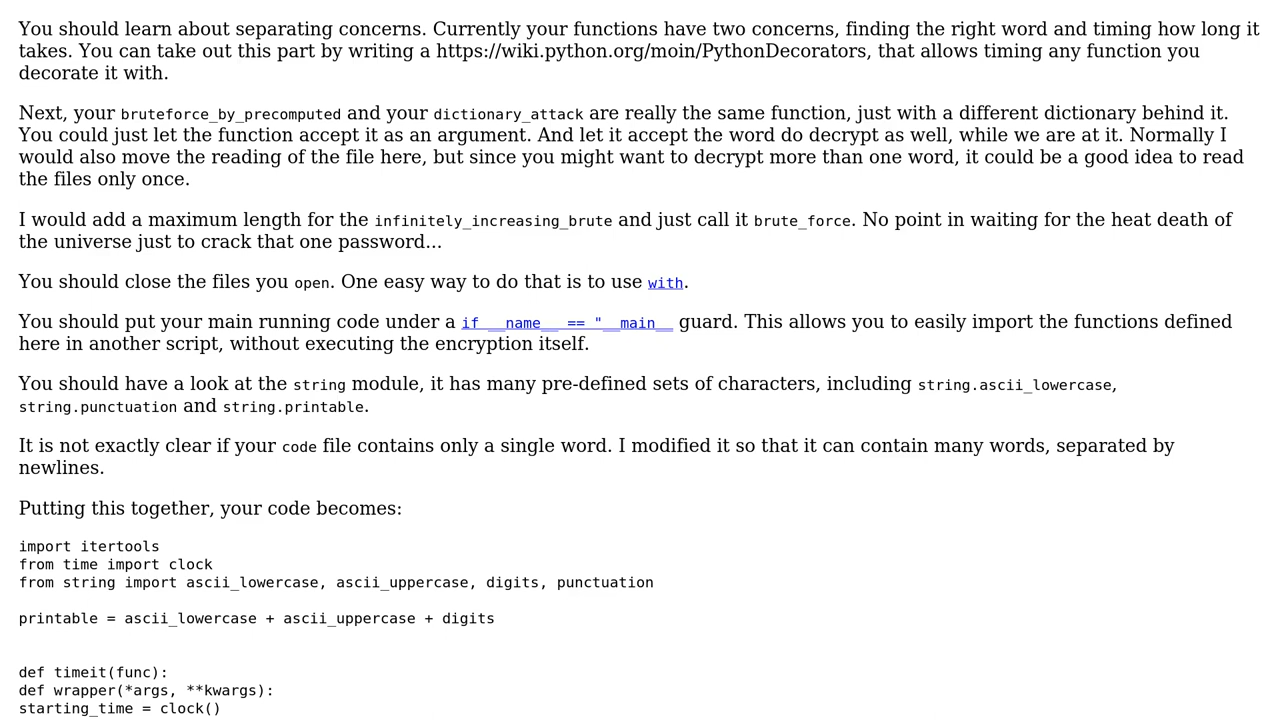 You should learn about separating concerns. Currently your functions have two concerns, finding the right word and timing how long it
takes. You can take out this part by writing a https://wiki.python.org/moin/PythonDecorators, that allows timing any function you
decorate it with.
Next, your bruteforce_by_precomputed and your dictionary_attack are really the same function, just with a different dictionary behind it.
You could just let the function accept it as an argument. And let it accept the word do decrypt as well, while we are at it. Normally I
would also move the reading of the file here, but since you might want to decrypt more than one word, it could be a good idea to read
the files only once.
I would add a maximum length for the infinitely_increasing_brute and just call it brute_force. No point in waiting for the heat death of
the universe just to crack that one password...
You should close the files you open. One easy way to do that is to use with.
You should put your main running code under a if __name__ == "__main__ guard. This allows you to easily import the functions defined
here in another script, without executing the encryption itself.
You should have a look at the string module, it has many pre-defined sets of characters, including string.ascii_lowercase,
string.punctuation and string.printable.
It is not exactly clear if your code file contains only a single word. I modified it so that it can contain many words, separated by
newlines.
Putting this together, your code becomes:
import itertools
from time import clock
from string import ascii_lowercase, ascii_uppercase, digits, punctuation
printable = ascii_lowercase + ascii_uppercase + digits
def timeit(func):
def wrapper(*args, **kwargs):
starting_time = clock()